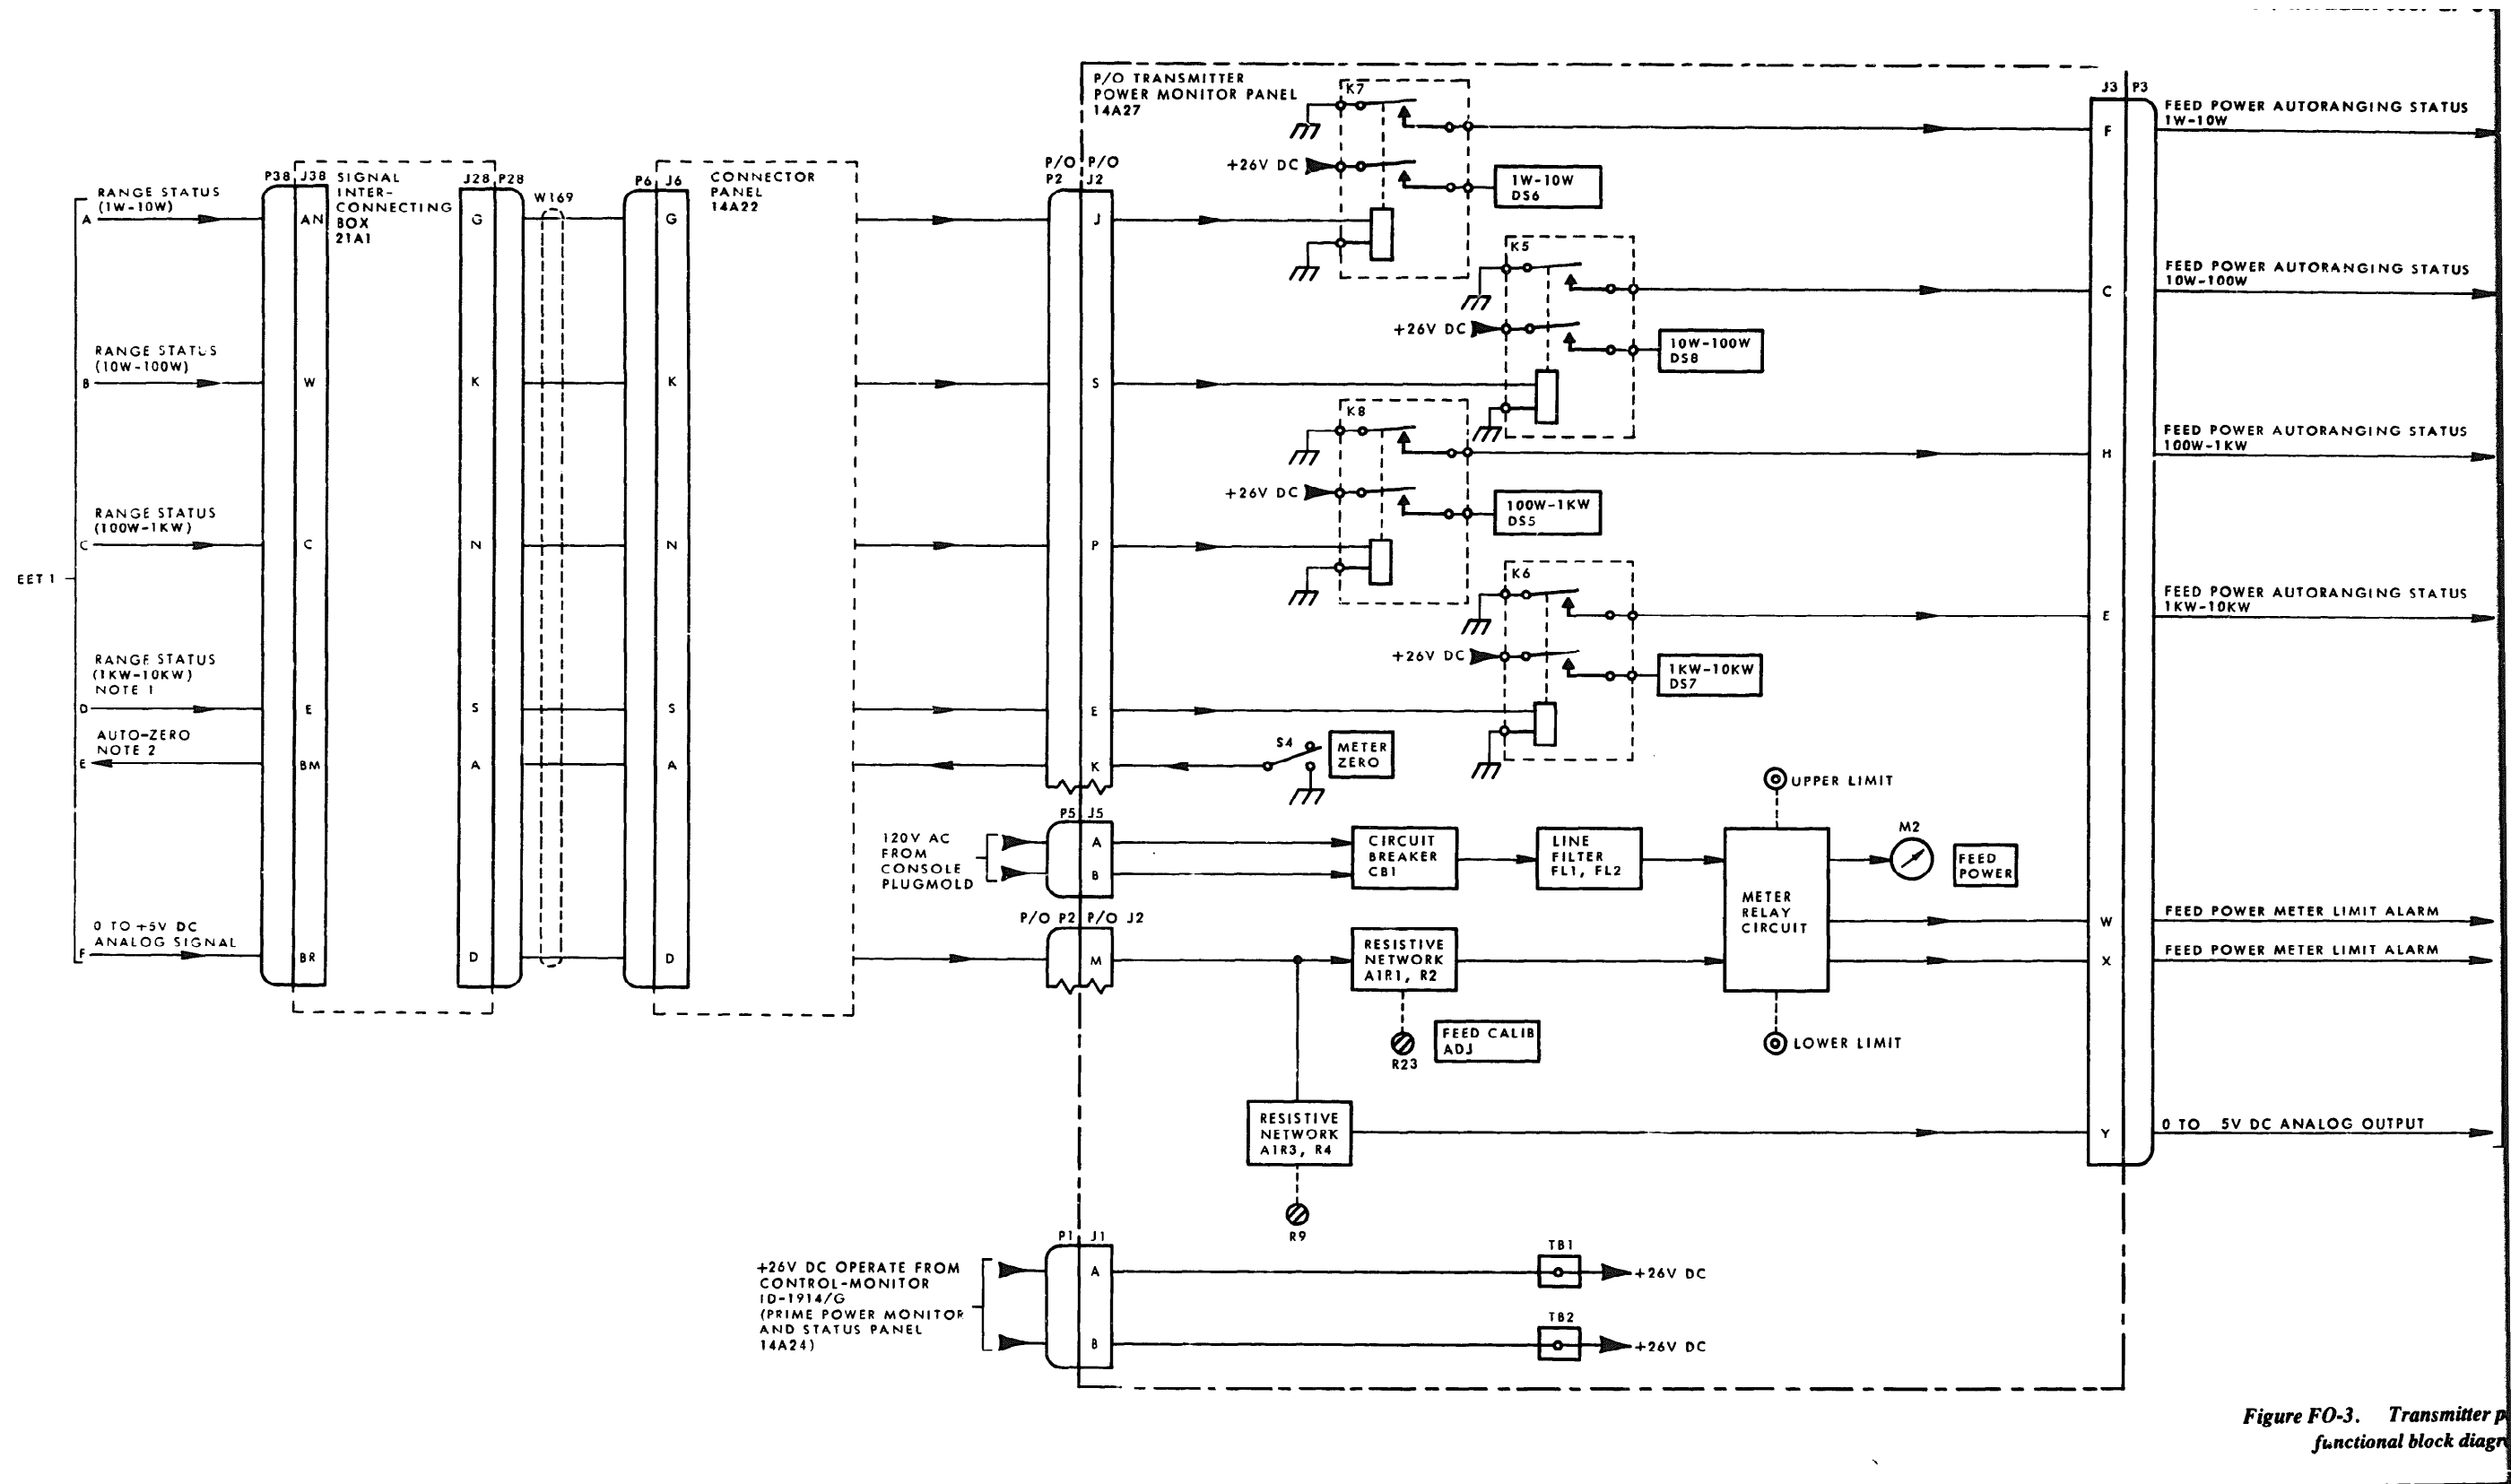 P/O TRANSMITTER
POWER MONITOR PANEL
14A27
K7
J3 P3
FEED POWER AUTORANGING STATUS
1W-10W
F
+26V DC
1W-10W
DS6
P/O P/O
P2 J2
P38 J38
SIGNAL
INTER-
CONNECTING
BOX
21A1
J28 P28
W169
P6 J6
CONNECTOR
PANEL
14A22
RANGE STATUS
(1W-10W)
A
AN
G
G
J
K5
FEED POWER AUTORANGING STATUS
10W-100W
C
+26V DC
10W-100W
DS8
RANGE STATUS
(10W-100W)
B
W
K
K
S
K8
FEED POWER AUTORANGING STATUS
100W-1KW
H
+26V DC
100W-1KW
DS5
RANGE STATUS
(100W-1KW)
C
C
N
N
P
EET 1
K6
FEED POWER AUTORANGING STATUS
1KW-10KW
E
+26V DC
1KW-10KW
DS7
RANGE STATUS
(1KW-10KW)
NOTE 1
D
E
S
S
E
AUTO-ZERO
NOTE 2
E
BM
A
A
K
S4
METER
ZERO
UPPER LIMIT
P5 J5
120V AC
FROM
CONSOLE
PLUGMOLD
A
B
CIRCUIT
BREAKER
CB1
LINE
FILTER
FL1, FL2
METER
RELAY
CIRCUIT
M2
FEED
POWER
P/O P2 P/O J2
W
FEED POWER METER LIMIT ALARM
0 TO +5V DC
ANALOG SIGNAL
F
BR
D
D
M
RESISTIVE
NETWORK
A1R1, R2
X
FEED POWER METER LIMIT ALARM
R23
FEED CALIB
ADJ
LOWER LIMIT
RESISTIVE
NETWORK
A1R3, R4
Y
0 TO 5V DC ANALOG OUTPUT
R9
P1 J1
+26V DC OPERATE FROM
CONTROL-MONITOR
ID-1914/G
(PRIME POWER MONITOR
AND STATUS PANEL
14A24)
A
TB1
+26V DC
B
TB2
+26V DC
Figure FO-3. Transmitter
functional block